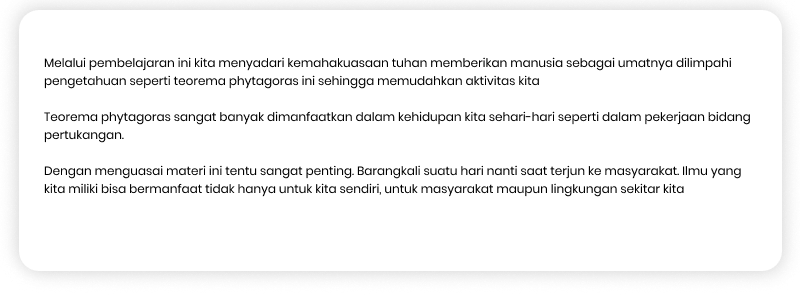 Melalui pembelajaran ini kita menyadari kemahakuasaan tuhan memberikan manusia sebagai umatnya dilimpahi
pengetahuan seperti teorema phytagoras ini sehingga memudahkan aktivitas kita
Teorema phytagoras sangat banyak dimanfaatkan dalam kehidupan kita sehari-hari seperti dalam pekerjaan bidang
pertukangan.
Dengan menguasai materi ini tentu sangat penting. Barangkali suatu hari nanti saat terjun ke masyarakat. Ilmu yang
kita miliki bisa bermanfaat tidak hanya untuk kita sendiri, untuk masyarakat maupun lingkungan sekitar kita